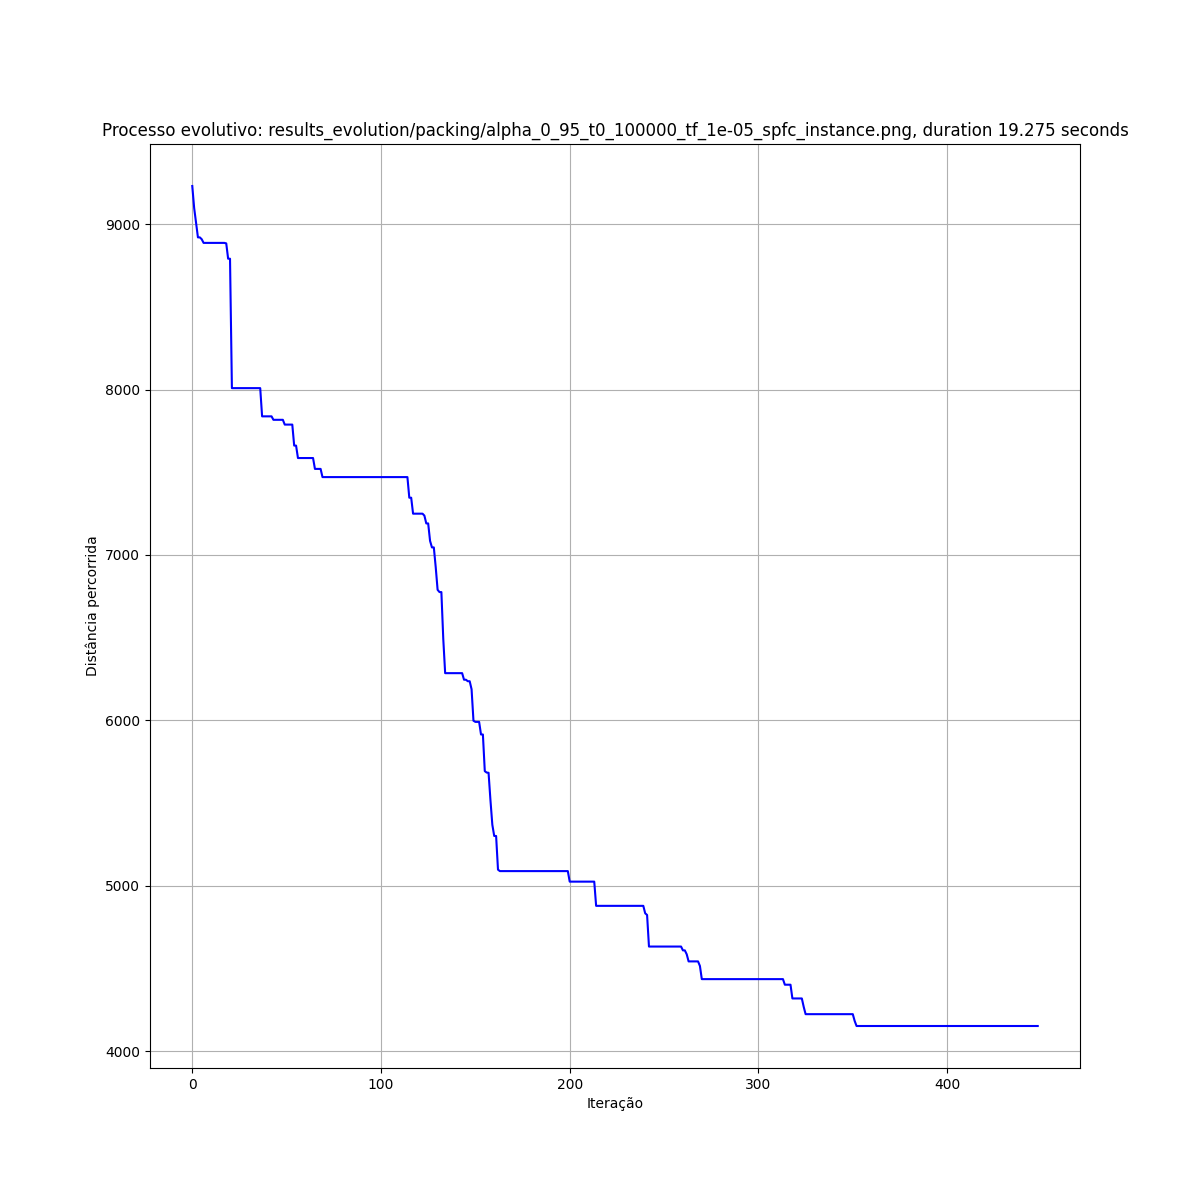 Processo evolutivo: results_evolution/packing/alpha_0_95_t0_100000_tf_1e-05_spfc_instance.png, duration 19.275 seconds
9000
8000
7000
6000
5000
4000
Distância percorrida
0 100 200 300 400
Iteração